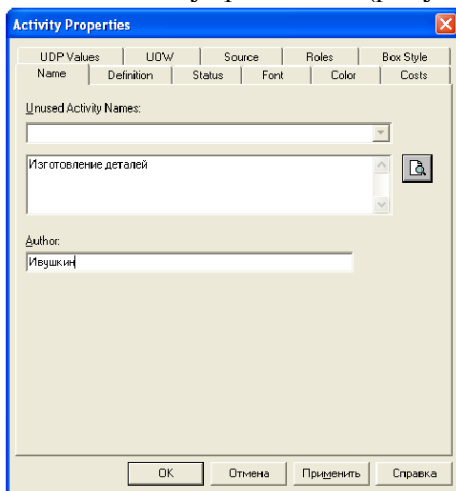 Activity Properties
UDP Values UOW Source Roles Box Style
Name Definition Status Font Color Costs
Unused Activity Names:
Изготовление деталей
Author:
Ивушкин
OK Отмена Применить Справка